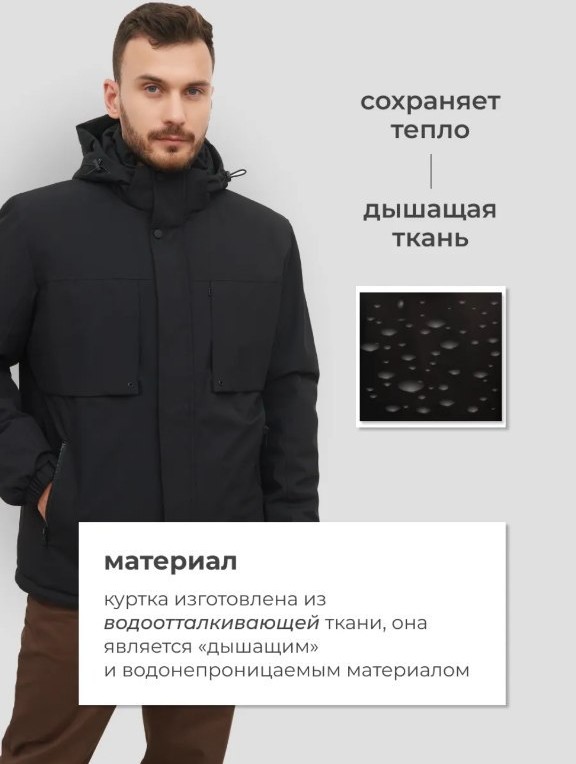 сохраняет
тепло
дышащая
ткань
материал
куртка изготовлена из
водоотталкивающей ткани, она
является «дышащим»
и водонепроницаемым материалом